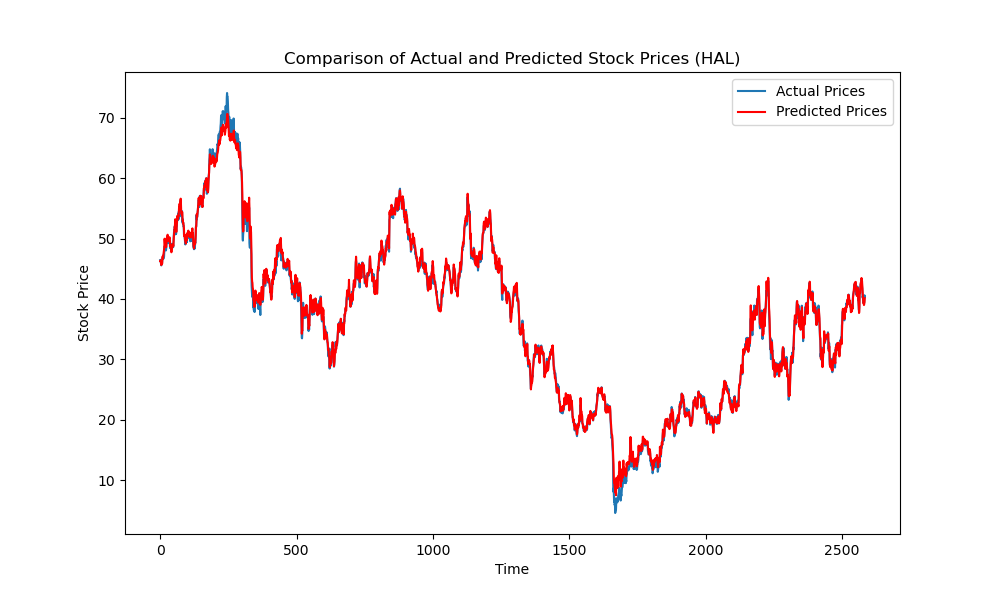 Comparison of Actual and Predicted Stock Prices (HAL)
Actual Prices
Predicted Prices
70
60
50
40
30
20
10
Stock Price
0 500 1000 1500 2000 2500
Time